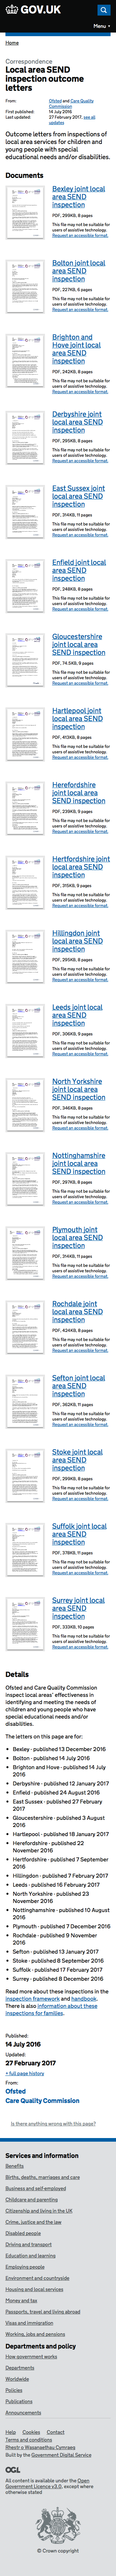 GOV.UK
Menu
Home
Correspondence
Local area SEND
inspection outcome
letters
From: Ofsted and Care Quality
Commission
First published: 14 July 2016
Last updated: 27 February 2017, see all
updates
Outcome letters from inspections of
local areas for how they support
young people with special
educational needs and/or disabilities.
Documents
Bexley joint local
area SEND
inspection
PDF, 289KB, 8 pages
This file may not be suitable for
users of assistive technology.
Request an accessible format.
Bolton joint local
area SEND
inspection
PDF, 227KB, 6 pages
This file may not be suitable for
users of assistive technology.
Request an accessible format.
Brighton and
Hove joint local
area SEND
inspection
PDF, 242KB, 8 pages
This file may not be suitable for
users of assistive technology.
Request an accessible format.
Derbyshire joint
local area SEND
inspection
PDF, 295KB, 8 pages
This file may not be suitable for
users of assistive technology.
Request an accessible format.
East Sussex joint
local area SEND
inspection
PDF, 314KB, 11 pages
This file may not be suitable for
users of assistive technology.
Request an accessible format.
Enfield joint local
area SEND
inspection
PDF, 248KB, 8 pages
This file may not be suitable for
users of assistive technology.
Request an accessible format.
Gloucestershire
joint local area
SEND inspection
PDF, 74.5KB, 9 pages
This file may not be suitable for
users of assistive technology.
Request an accessible format.
Hartlepool joint
local area SEND
inspection
PDF, 413KB, 8 pages
This file may not be suitable for
users of assistive technology.
Request an accessible format.
Herefordshire
joint local area
SEND inspection
PDF, 239KB, 9 pages
This file may not be suitable for
users of assistive technology.
Request an accessible format.
Hertfordshire joint
local area SEND
inspection
PDF, 315KB, 9 pages
This file may not be suitable for
users of assistive technology.
Request an accessible format.
Hillingdon joint
local area SEND
inspection
PDF, 295KB, 8 pages
This file may not be suitable for
users of assistive technology.
Request an accessible format.
Leeds joint local
area SEND
inspection
PDF, 306KB, 9 pages
This file may not be suitable for
users of assistive technology.
Request an accessible format.
North Yorkshire
joint local area
SEND inspection
PDF, 346KB, 9 pages
This file may not be suitable for
users of assistive technology.
Request an accessible format.
Nottinghamshire
joint local area
SEND inspection
PDF, 297KB, 8 pages
This file may not be suitable for
users of assistive technology.
Request an accessible format.
Plymouth joint
local area SEND
inspection
PDF, 314KB, 11 pages
This file may not be suitable for
users of assistive technology.
Request an accessible format.
Rochdale joint
local area SEND
inspection
PDF, 434KB, 8 pages
This file may not be suitable for
users of assistive technology.
Request an accessible format.
Sefton joint local
area SEND
inspection
PDF, 362KB, 11 pages
This file may not be suitable for
users of assistive technology.
Request an accessible format.
Stoke joint local
area SEND
inspection
PDF, 299KB, 8 pages
This file may not be suitable for
users of assistive technology.
Request an accessible format.
Suffolk joint local
area SEND
inspection
PDF, 378KB, 11 pages
This file may not be suitable for
users of assistive technology.
Request an accessible format.
Surrey joint local
area SEND
inspection
PDF, 333KB, 10 pages
This file may not be suitable for
users of assistive technology.
Request an accessible format.
Details
Ofsted and Care Quality Commission
inspect local areas' effectiveness in
identifying and meeting the needs of
children and young people who have
special educational needs and/or
disabilities.
The letters on this page are for:
• Bexley - published 13 December 2016
• Bolton - published 14 July 2016
• Brighton and Hove - published 14 July
2016
• Derbyshire - published 12 January 2017
• Enfield - published 24 August 2016
• East Sussex - published 27 February
2017
• Gloucestershire - published 3 August
2016
• Hartlepool - published 18 January 2017
• Herefordshire - published 22
November 2016
• Hertfordshire - published 7 September
2016
• Hillingdon - published 7 February 2017
• Leeds - published 16 February 2017
• North Yorkshire - published 23
November 2016
• Nottinghamshire - published 10 August
2016
• Plymouth - published 7 December 2016
• Rochdale - published 9 November
2016
• Sefton - published 13 January 2017
• Stoke - published 8 September 2016
• Suffolk - published 17 February 2017
• Surrey - published 8 December 2016
Read more about these inspections in the
inspection framework and handbook.
There is also information about these
inspections for families.
Published:
14 July 2016
Updated:
27 February 2017
+ full page history
From:
Ofsted
Care Quality Commission
Is there anything wrong with this page?
Services and information
Benefits
Births, deaths, marriages and care
Business and self-employed
Childcare and parenting
Citizenship and living in the UK
Crime, justice and the law
Disabled people
Driving and transport
Education and learning
Employing people
Environment and countryside
Housing and local services
Money and tax
Passports, travel and living abroad
Visas and immigration
Working, jobs and pensions
Departments and policy
How government works
Departments
Worldwide
Policies
Publications
Announcements
Help Cookies Contact
Terms and conditions
Rhestr o Wasanaethau Cymraeg
Built by the Government Digital Service
OGL
All content is available under the Open
Government Licence v3.0, except where
otherwise stated
© Crown copyright